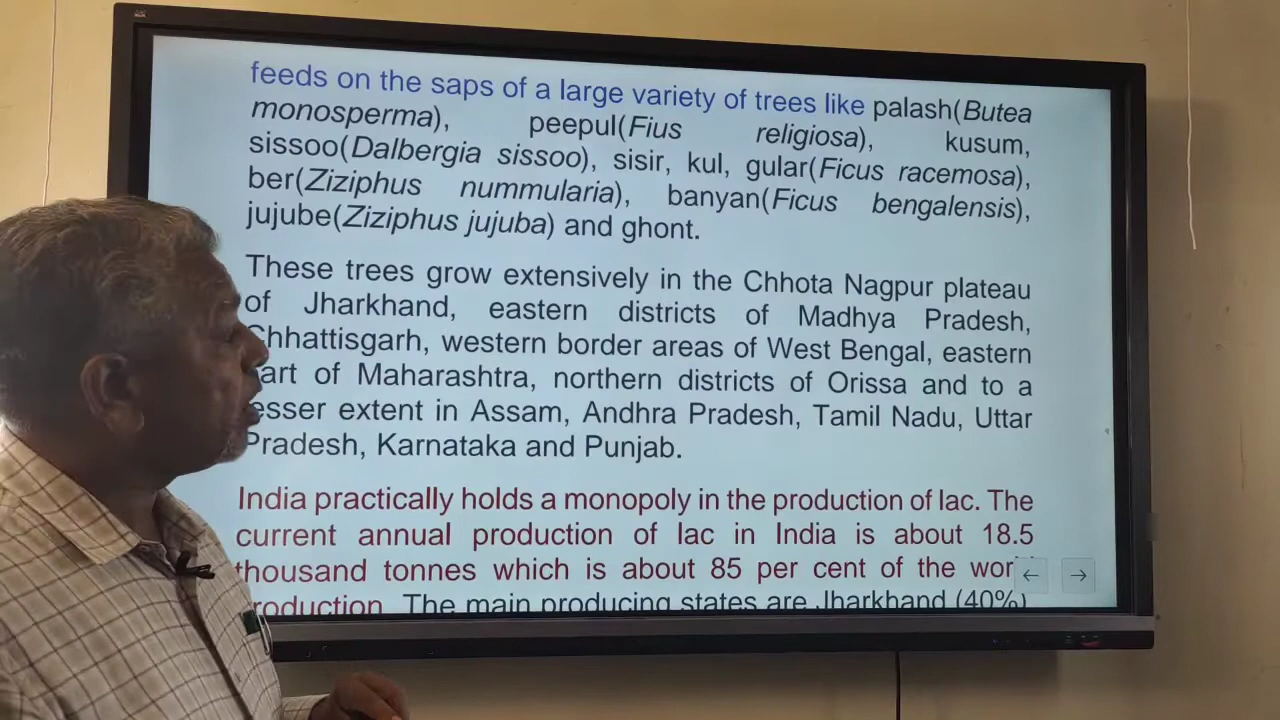 feeds on the saps of a large variety of trees like palash(Butea
monosperma), peepul(Fius religiosa), kusum,
sissoo(Dalbergia sissoo), sisir, kul, gular(Ficus racemosa),
ber(Ziziphus nummularia), banyan(Ficus bengalensis),
jujube(Ziziphus jujuba) and ghont.
These trees grow extensively in the Chhota Nagpur plateau
of Jharkhand, eastern districts of Madhya Pradesh,
hhattisgarh, western border areas of West Bengal, eastern
art of Maharashtra, northern districts of Orissa and to a
esser extent in Assam, Andhra Pradesh, Tamil Nadu, Uttar
Pradesh, Karnataka and Punjab.
India practically holds a monopoly in the production of lac. The
current annual production of lac in India is about 18.5
thousand tonnes which is about 85 per cent of the wor
roduction. The main producing states are Jharkhand (40%)